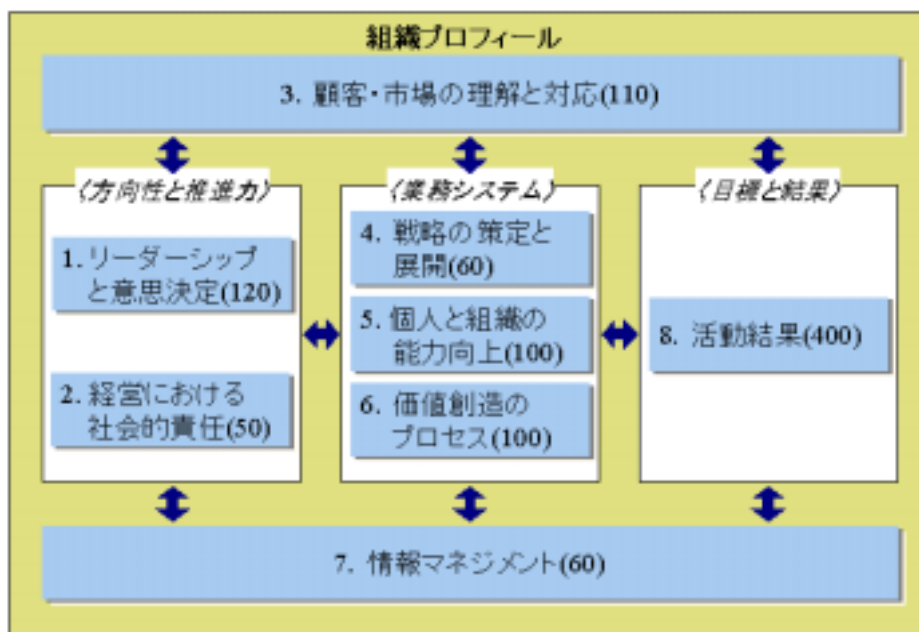 組織プロフィール
3. 顧客・市場の理解と対応(110)
〈方向性と推進力〉
1. リーダーシップ
と意思決定(120)
2. 経営における
社会的責任(50)
〈業務システム〉
4. 戦略の策定と
展開(60)
5. 個人と組織の
能力向上(100)
6. 価値創造の
プロセス(100)
〈目標と結果〉
8. 活動結果(400)
7. 情報マネジメント(60)